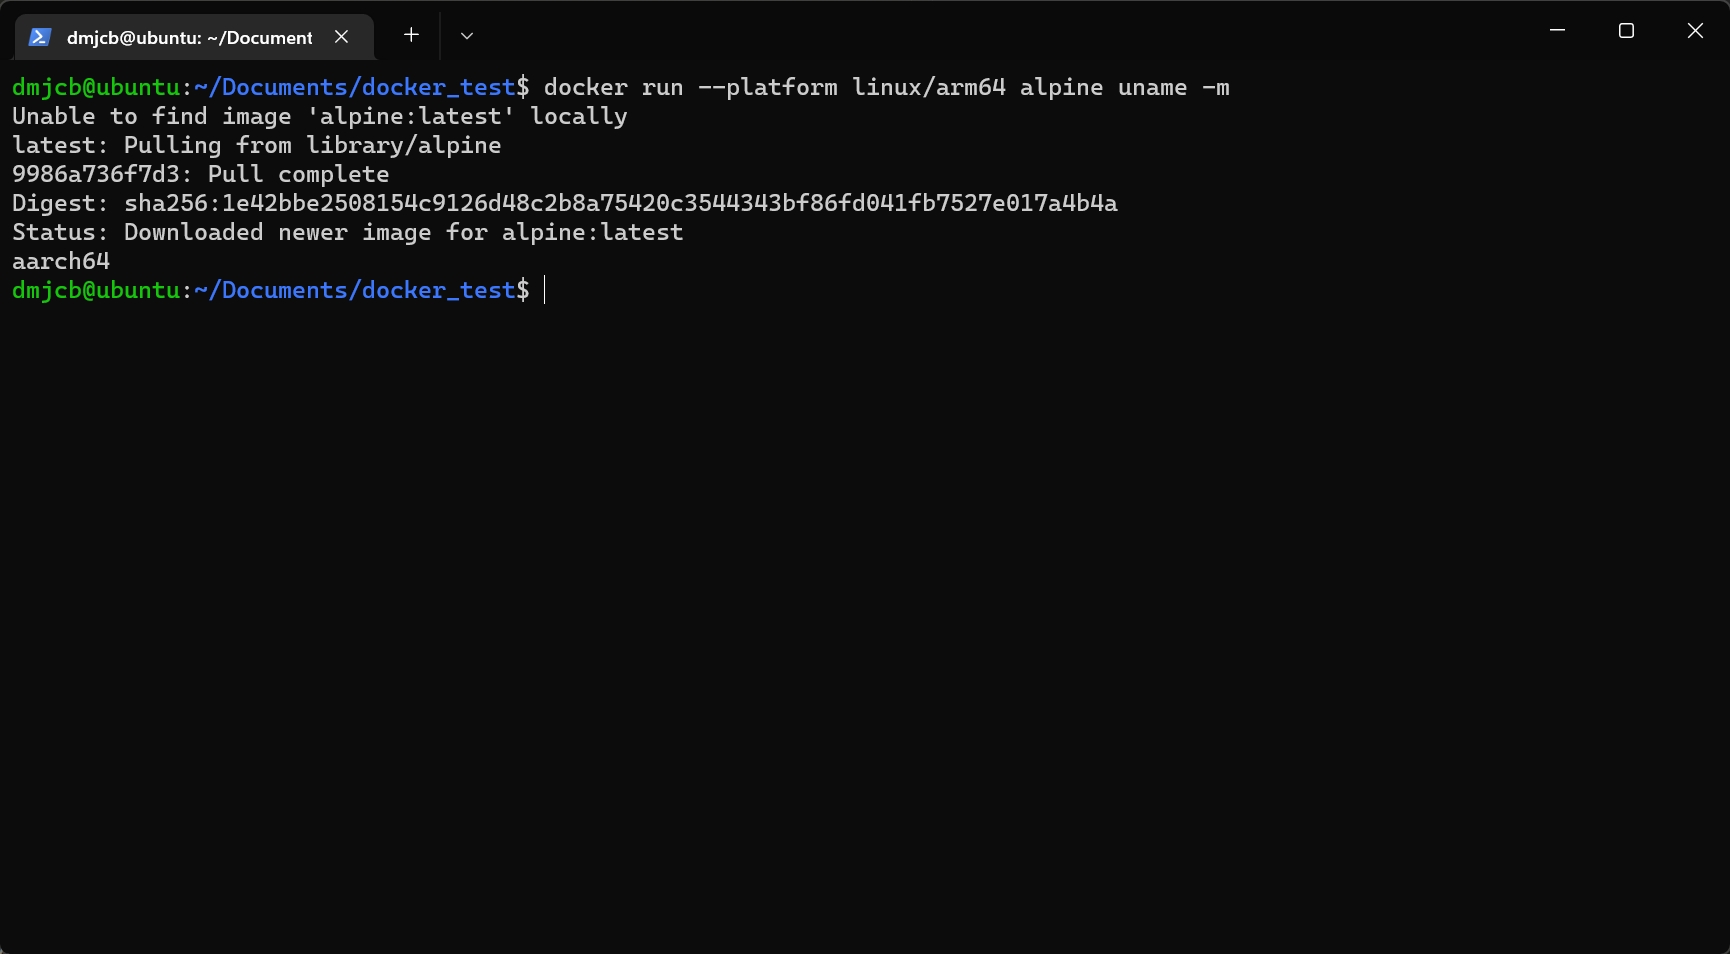 dmjcb@ubuntu: ~/Document
dmjcb@ubuntu:~/Documents/docker_test$ docker run --platform linux/arm64 alpine uname -m
Unable to find image 'alpine:latest' locally
latest: Pulling from library/alpine
9986a736f7d3: Pull complete
Digest: sha256:1e42bbe2508154c9126d48c2b8a75420c3544343bf86fd041fb7527e017a4b4a
Status: Downloaded newer image for alpine:latest
aarch64
dmjcb@ubuntu:~/Documents/docker_test$